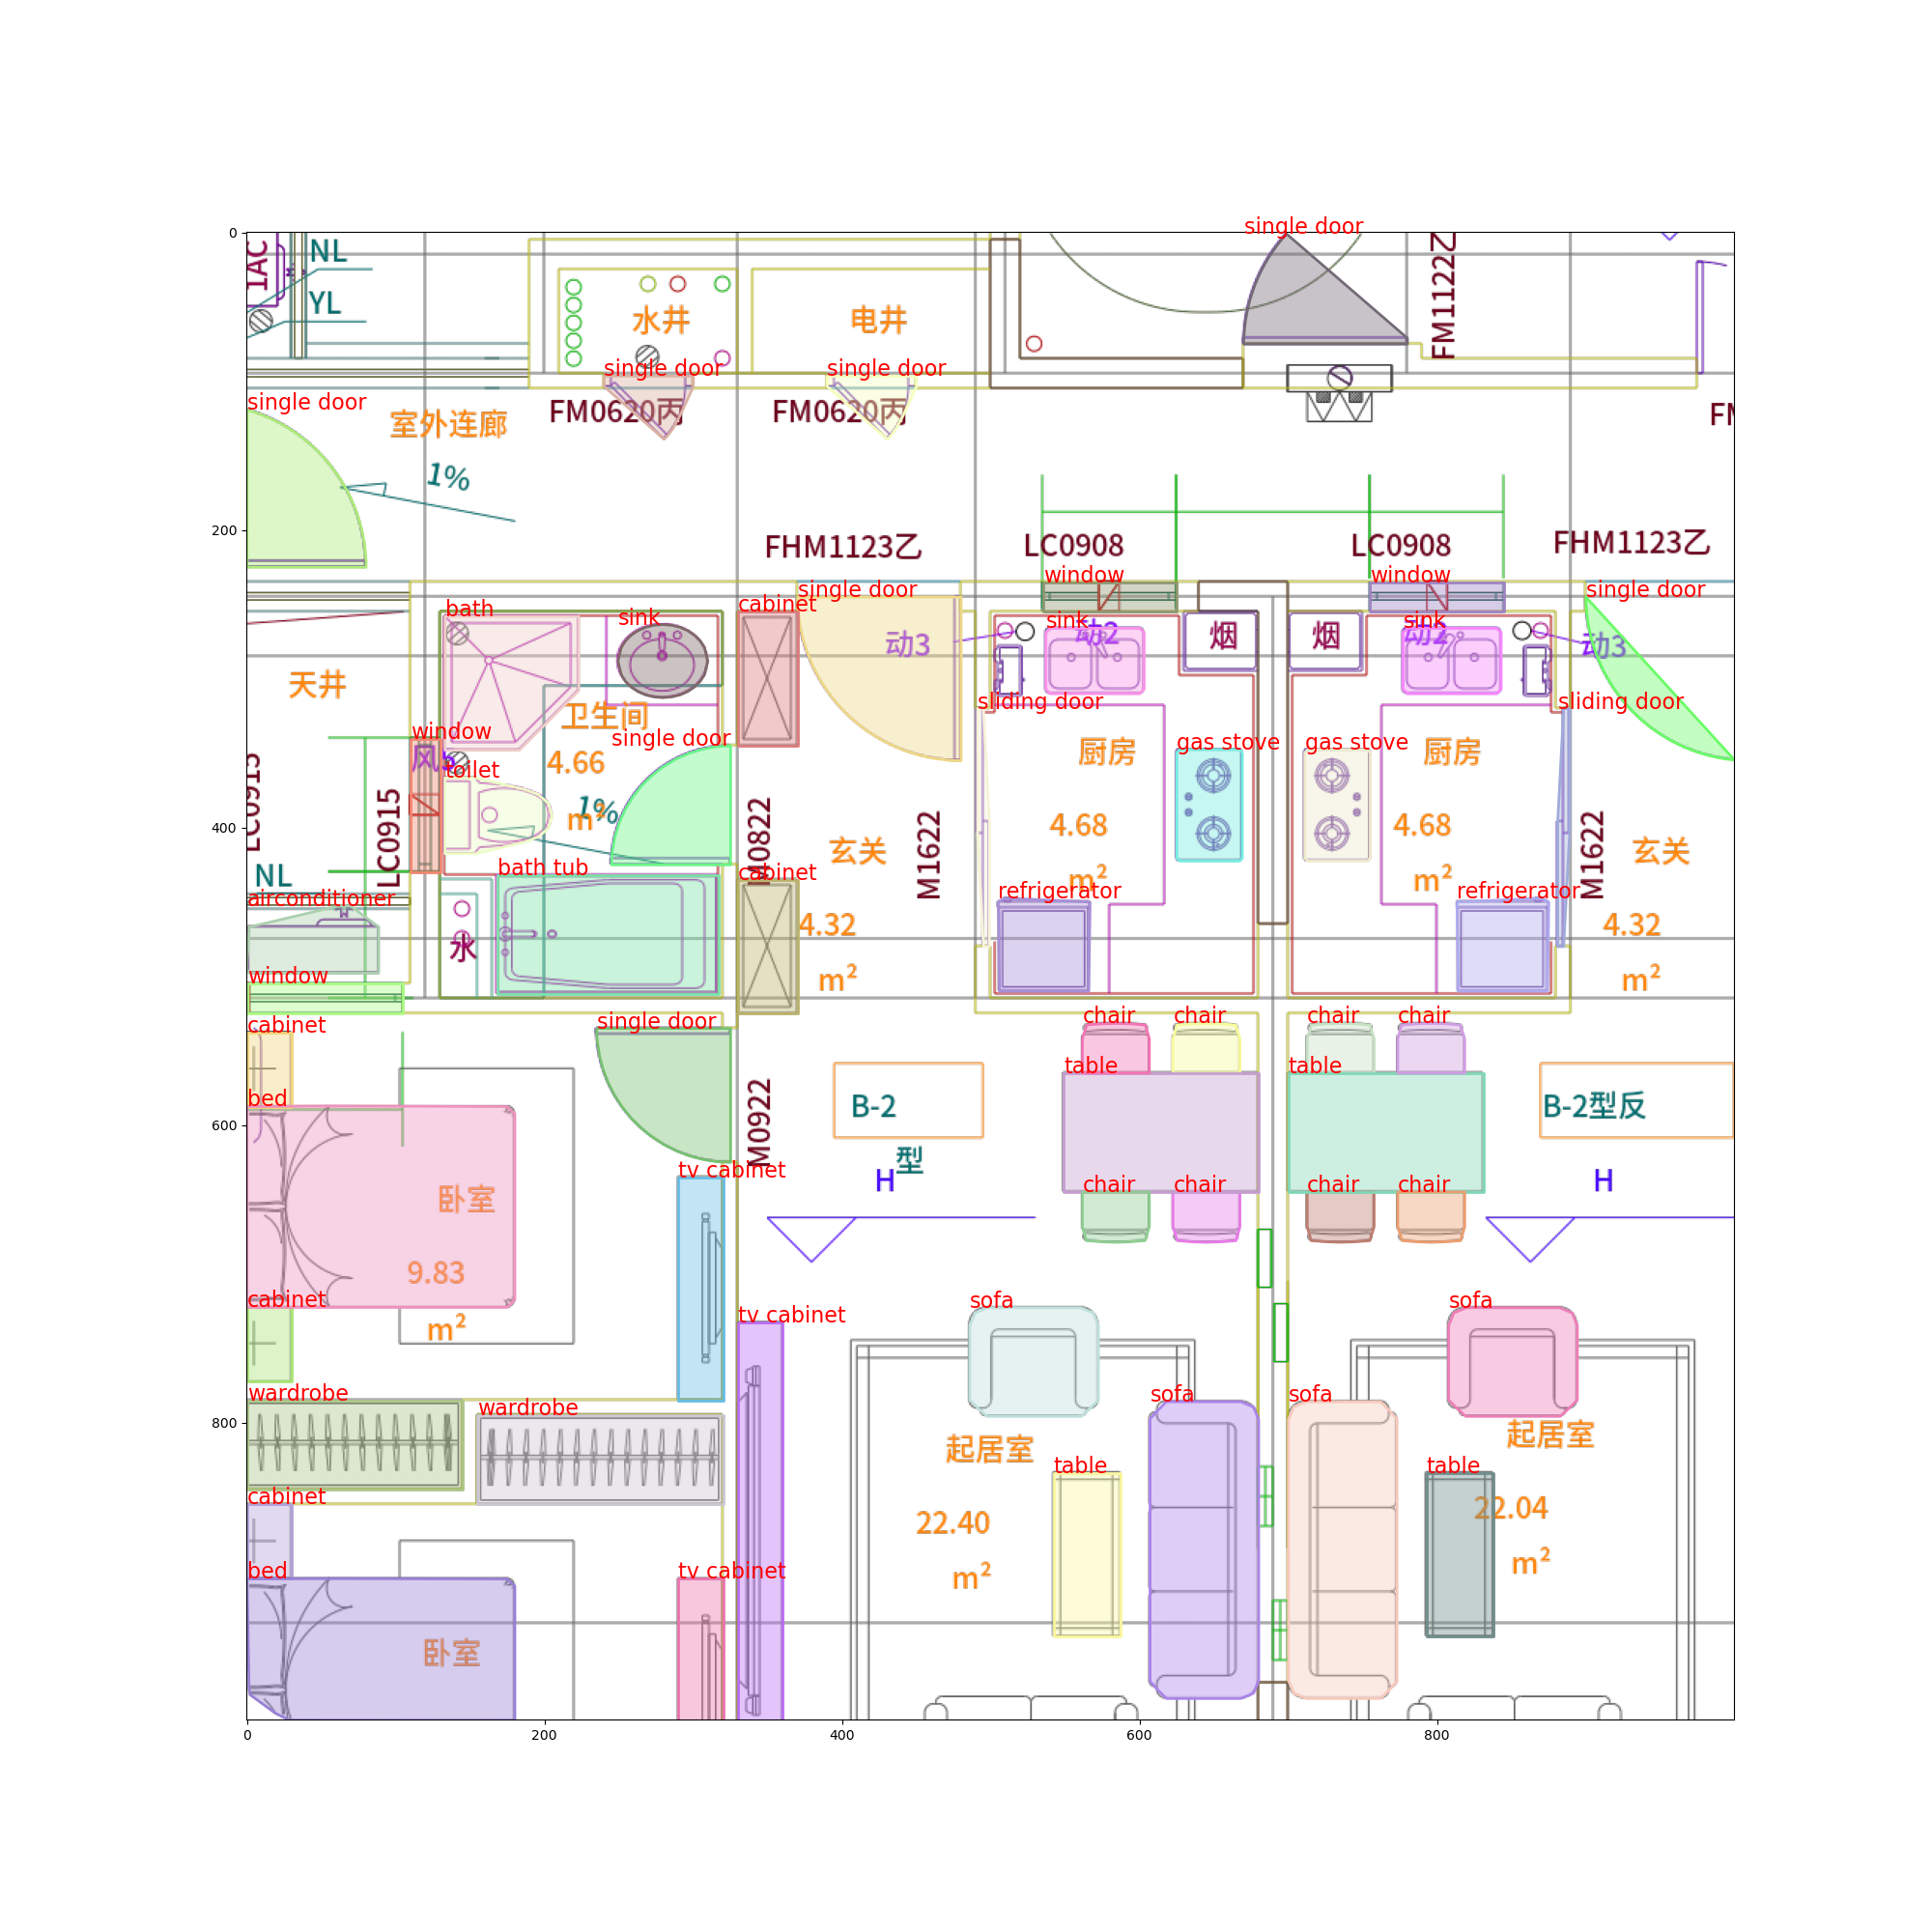 single door
0
1AC
NL
YL
水井
电井
FM1122乙
single door
single door
single door
FM0620丙
FM0620丙
室外连廊
1%
200
FHM1123乙
LC0908
LC0908
FHM1123乙
window
window
single door
single door
bath
sink
cabinet
sink
sink
动2
动2
烟
烟
动3
动3
天井
卫生间
sliding door
sliding door
window
single door
gas stove
gas stove
厨房
厨房
4.66
m²
toilet
1%
LC0915
LC0915
400
4.68
m²
4.68
m²
M0822
M1622
M1622
玄关
玄关
bath tub
cabinet
NL
airconditioner
refrigerator
refrigerator
4.32
m²
4.32
m²
水
window
cabinet
single door
chair
chair
chair
chair
table
table
bed
B-2
型
B-2型反
600
M0922
H
H
tv cabinet
chair
chair
chair
chair
卧室
9.83
m²
cabinet
tv cabinet
sofa
sofa
wardrobe
wardrobe
sofa
sofa
800
起居室
起居室
table
table
22.40
m²
22.04
m²
cabinet
bed
tv cabinet
卧室
0
200
400
600
800